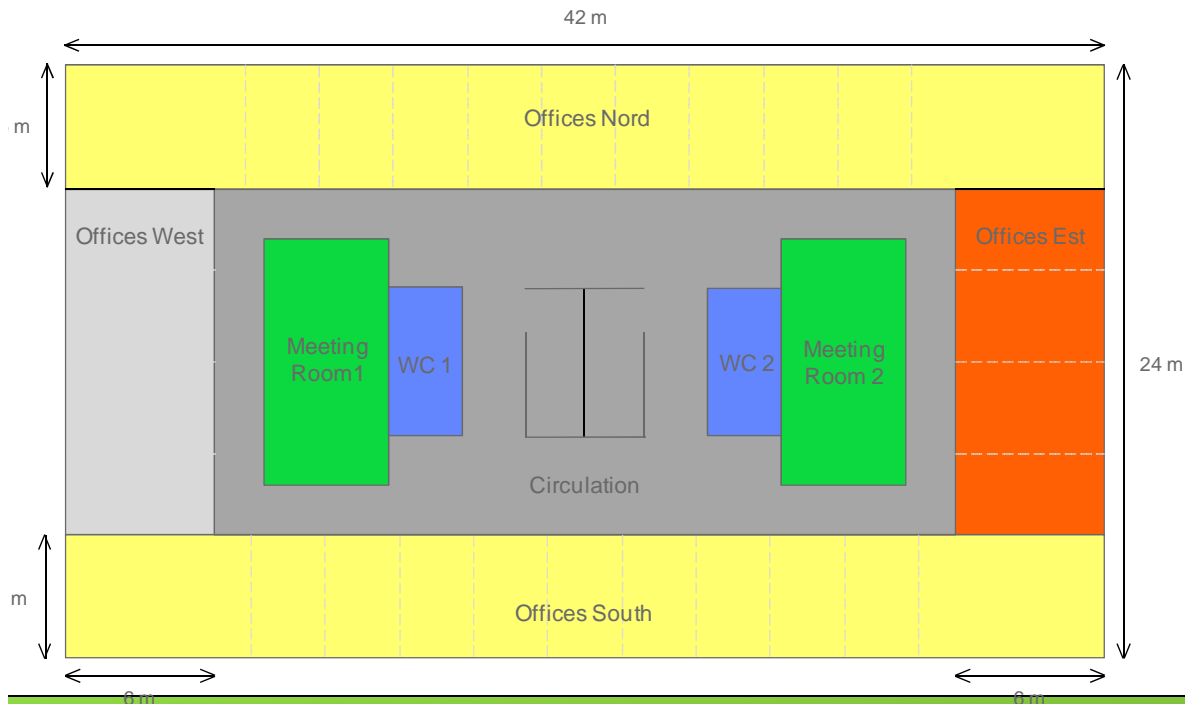 42 m
Offices Nord
m
Offices West
Offices Est
Meeting
Room1
WC 1
WC 2
Meeting
Room 2
24 m
Circulation
m
Offices South
6 m